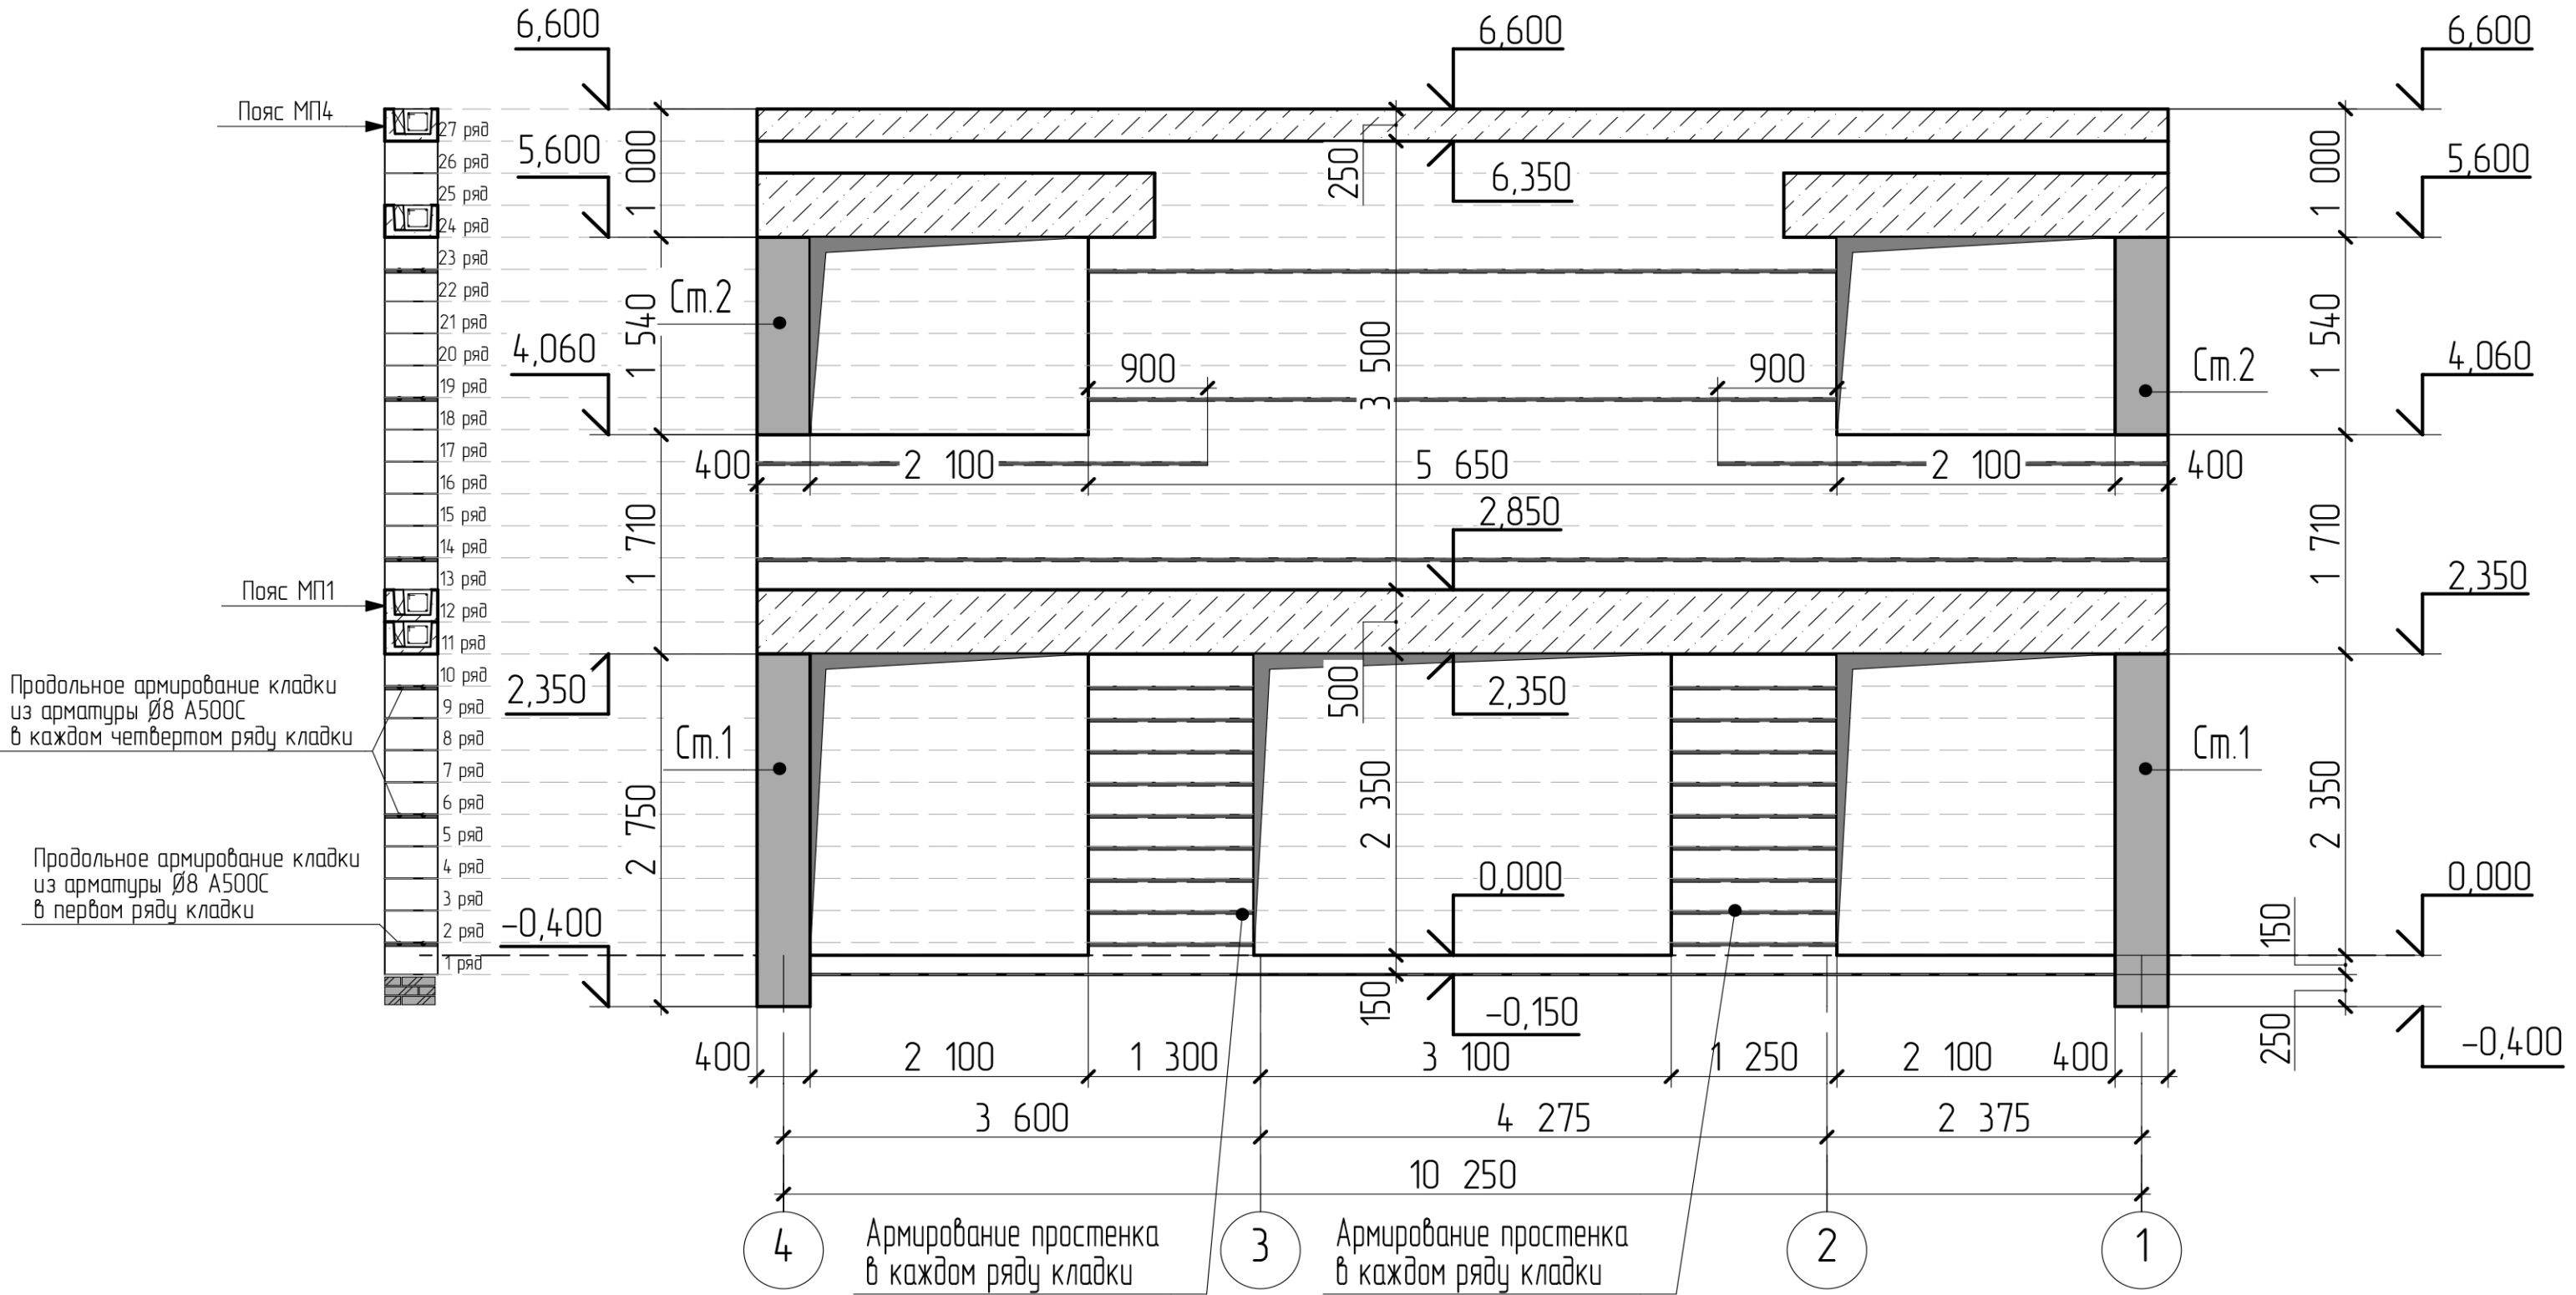 6,600
6,600
6,600
Пояс МП4
27 ряд
26 ряд
25 ряд
24 ряд
23 ряд
22 ряд
21 ряд
20 ряд
19 ряд
18 ряд
17 ряд
16 ряд
15 ряд
14 ряд
13 ряд
Пояс МП1
12 ряд
11 ряд
10 ряд
9 ряд
8 ряд
7 ряд
6 ряд
5 ряд
4 ряд
3 ряд
2 ряд
1 ряд
Продольное армирование кладки
из арматуры Ø8 А500С
в каждом четвертом ряду кладки
Продольное армирование кладки
из арматуры Ø8 А500С
в первом ряду кладки
5,600
4,060
2,350
-0,400
1 000
1 540
1 710
2 750
Ст.2
Ст.1
250
6,350
3 500
900
900
400
2 100
5 650
2 100
400
2,850
500
2,350
2 350
0,000
150
-0,150
Ст.2
Ст.1
1 000
1 540
1 710
2 350
150
250
5,600
4,060
2,350
0,000
-0,400
400
2 100
1 300
3 100
1 250
2 100
400
3 600
4 275
2 375
10 250
4
3
2
1
Армирование простенка
в каждом ряду кладки
Армирование простенка
в каждом ряду кладки